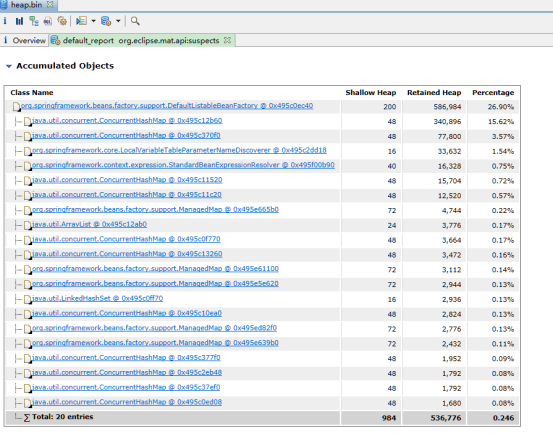 heap.bin
Overview default_report org.eclipse.mat.api:suspects
Accumulated Objects
Class Name Shallow Heap Retained Heap Percentage
org.springframework.beans.factory.support.DefaultListableBeanFactory @ 0x495c0ec40 200 586,984 26.90%
java.util.concurrent.ConcurrentHashMap @ 0x495c12b60 48 340,896 15.62%
java.util.concurrent.ConcurrentHashMap @ 0x495c370f0 48 77,800 3.57%
org.springframework.core.LocalVariableTableParameterNameDiscoverer @ 0x495c2dd18 16 33,632 1.54%
org.springframework.context.expression.StandardBeanExpressionResolver @ 0x495f00b90 40 16,328 0.75%
java.util.concurrent.ConcurrentHashMap @ 0x495c11520 48 15,704 0.72%
java.util.concurrent.ConcurrentHashMap @ 0x495c11c20 48 12,520 0.57%
org.springframework.beans.factory.support.ManagedMap @ 0x495e665b0 72 4,744 0.22%
java.util.ArrayList @ 0x495c12ab0 24 3,776 0.17%
java.util.concurrent.ConcurrentHashMap @ 0x495c0f770 48 3,664 0.17%
java.util.concurrent.ConcurrentHashMap @ 0x495c13260 48 3,472 0.16%
org.springframework.beans.factory.support.ManagedMap @ 0x495e61100 72 3,112 0.14%
org.springframework.beans.factory.support.ManagedMap @ 0x495e5e620 72 2,944 0.13%
java.util.LinkedHashSet @ 0x495c0ff70 16 2,936 0.13%
java.util.concurrent.ConcurrentHashMap @ 0x495c10ea0 48 2,824 0.13%
org.springframework.beans.factory.support.ManagedMap @ 0x495ed82f0 72 2,776 0.13%
org.springframework.beans.factory.support.ManagedMap @ 0x495e639b0 72 2,432 0.11%
java.util.concurrent.ConcurrentHashMap @ 0x495c377f0 48 1,952 0.09%
java.util.concurrent.ConcurrentHashMap @ 0x495c2eb48 48 1,792 0.08%
java.util.concurrent.ConcurrentHashMap @ 0x495c37ef0 48 1,792 0.08%
java.util.concurrent.ConcurrentHashMap @ 0x495c0ed08 48 1,680 0.08%
Σ Total: 20 entries 984 536,776 0.246